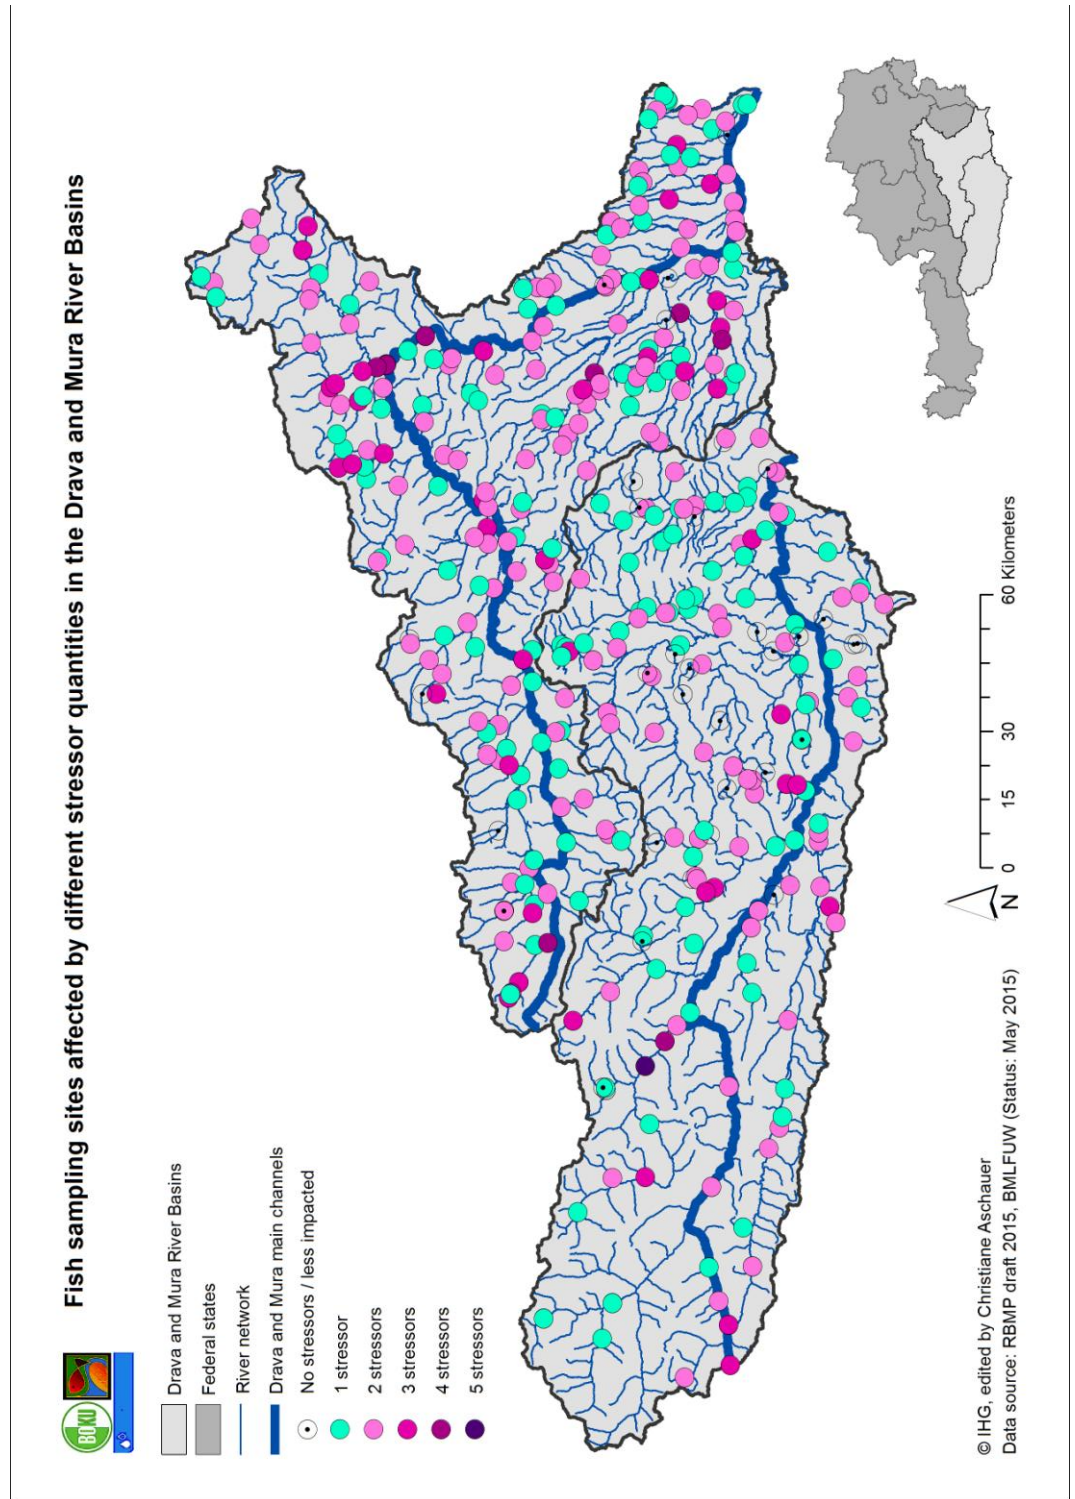 Fish sampling sites affected by different stressor quantities in the Drava and Mura River Basins
BOKU
Drava and Mura River Basins
Federal states
River network
Drava and Mura main channels
No stressors / less impacted
1 stressor
2 stressors
3 stressors
4 stressors
5 stressors
N
0 15 30 60 Kilometers
© IHG, edited by Christiane Aschauer
Data source: RBMP draft 2015, BMLFUW (Status: May 2015)